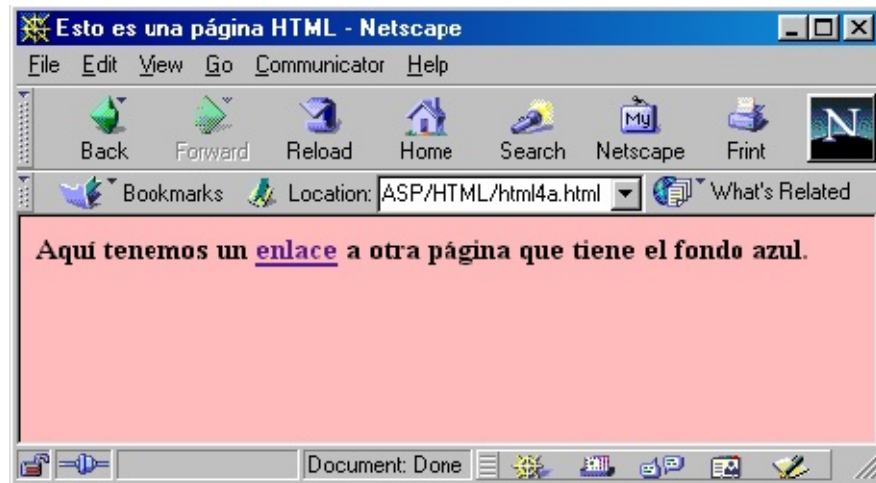 Esto es una página HTML - Netscape
File Edit View Go Communicator Help
Back Forward Reload Home Search Netscape Print
My
N
Bookmarks Location: ASP/HTML/html4a.html What's Related
Aquí tenemos un enlace a otra página que tiene el fondo azul.
Document: Done